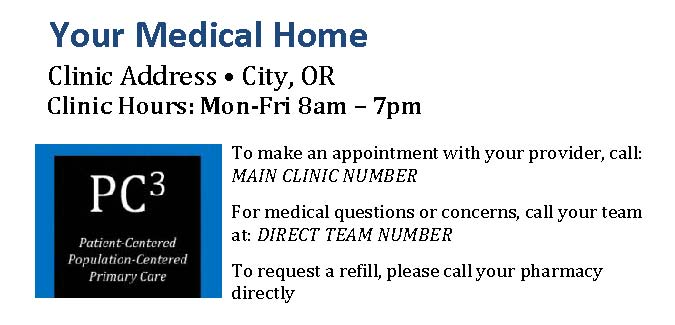 Your Medical Home
Clinic Address • City, OR
Clinic Hours: Mon-Fri 8am – 7pm
PC³
Patient-Centered
Population-Centered
Primary Care
To make an appointment with your provider, call:
MAIN CLINIC NUMBER
For medical questions or concerns, call your team
at: DIRECT TEAM NUMBER
To request a refill, please call your pharmacy
directly